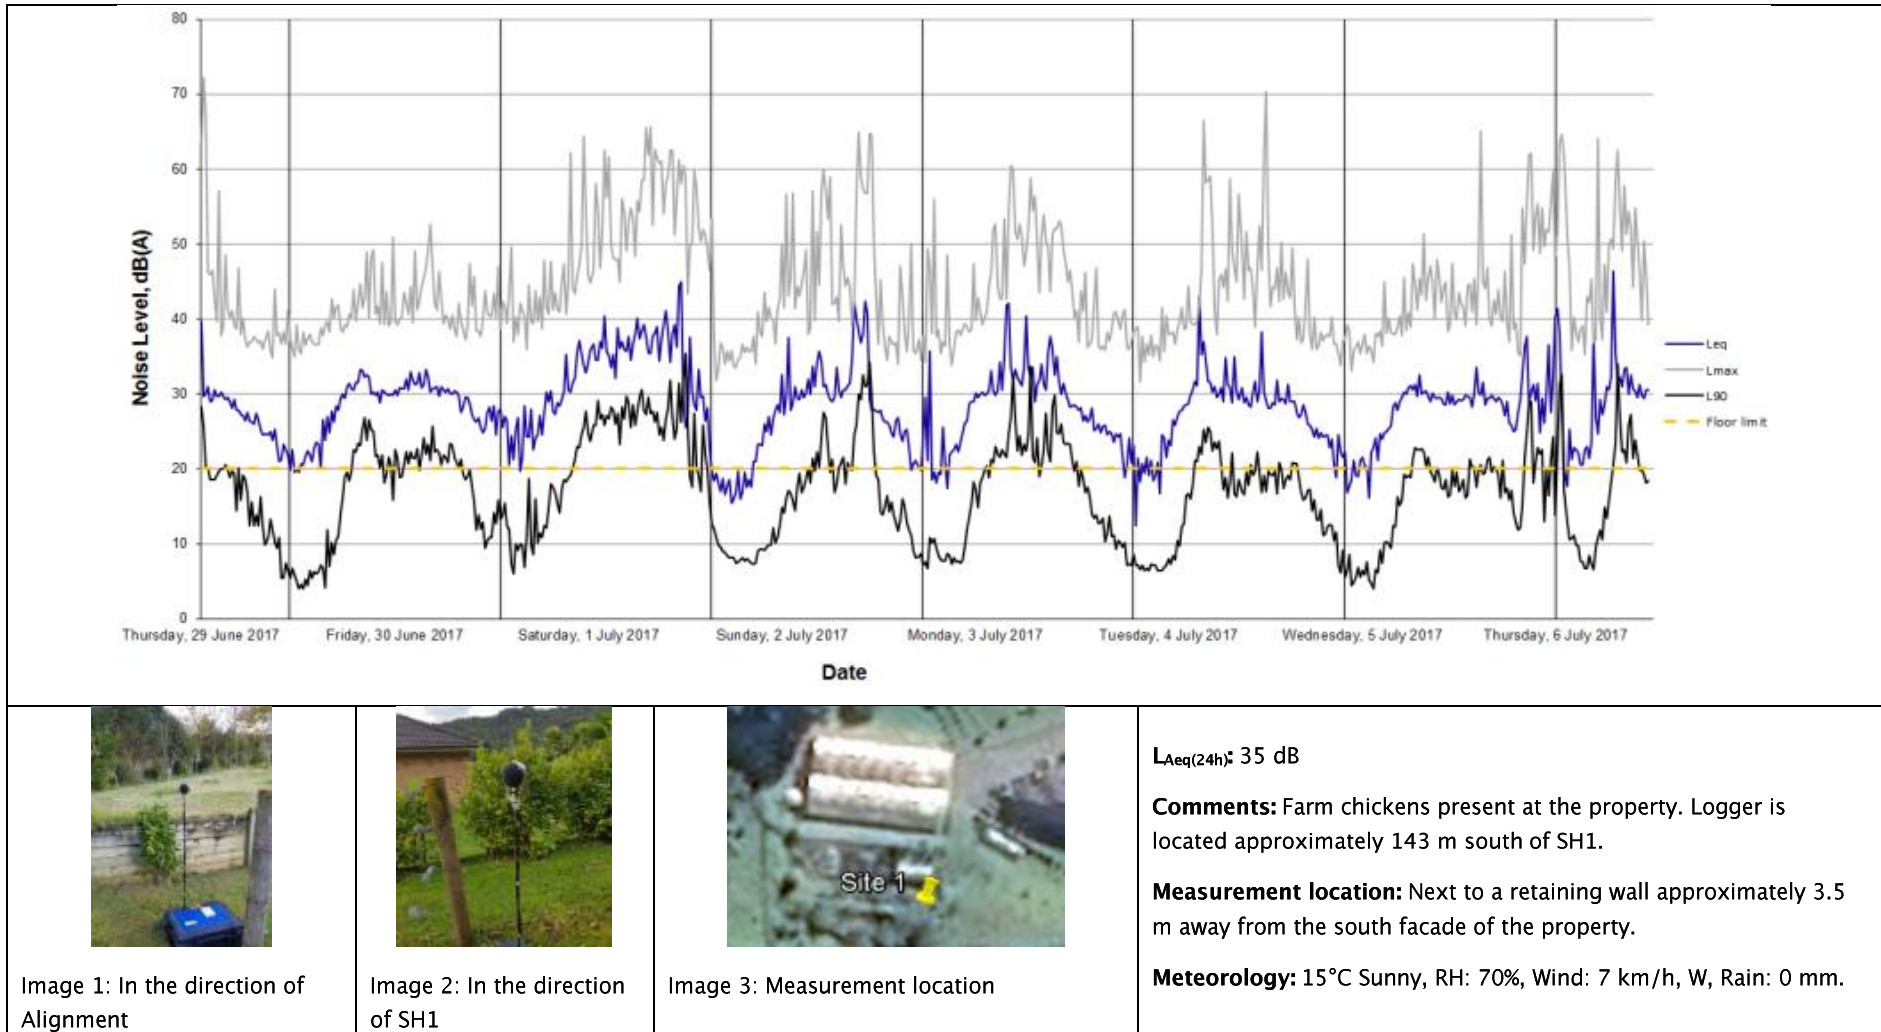 80
70
60
50
40
30
20
10
0
Noise Level, dB(A)
Thursday, 29 June 2017 Friday, 30 June 2017 Saturday, 1 July 2017 Sunday, 2 July 2017 Monday, 3 July 2017 Tuesday, 4 July 2017 Wednesday, 5 July 2017 Thursday, 6 July 2017
Date
Leq
Lmax
L90
Floor limit
Image 1: In the direction of
Alignment
Image 2: In the direction
of SH1
Site 1
Image 3: Measurement location
LAeq(24h): 35 dB
Comments: Farm chickens present at the property. Logger is
located approximately 143 m south of SH1.
Measurement location: Next to a retaining wall approximately 3.5
m away from the south facade of the property.
Meteorology: 15°C Sunny, RH: 70%, Wind: 7 km/h, W, Rain: 0 mm.